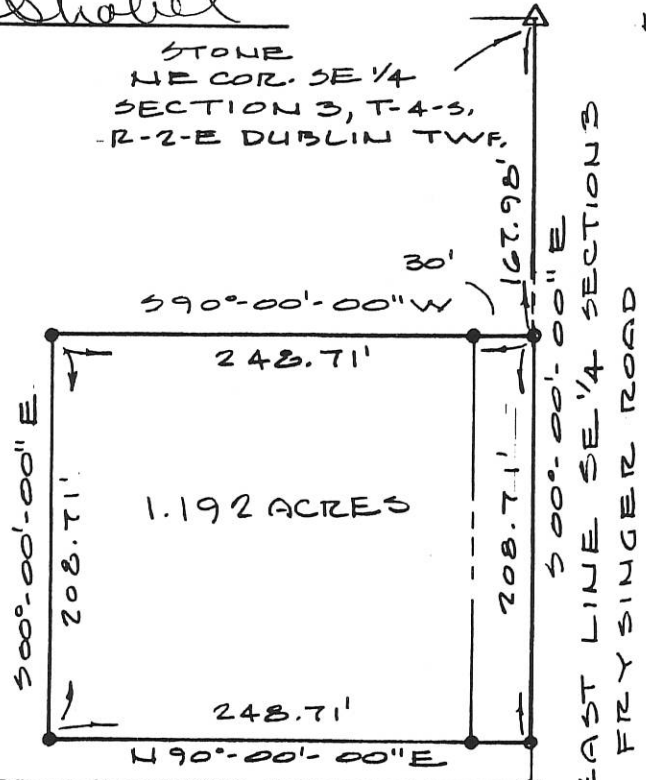 STONE
NE COR. SE 1/4
SECTION 3, T-4-S,
R-2-E DUBLIN TWP.
167.98'
30'
S90°-00'-00"W
248.71'
S00°-00'-00"E
208.71'
1.192 ACRES
208.71'
S00°-00'-00"E
EAST LINE SE 1/4 SECTION 3
FRYSINGER ROAD
248.71'
N90°-00'-00"E